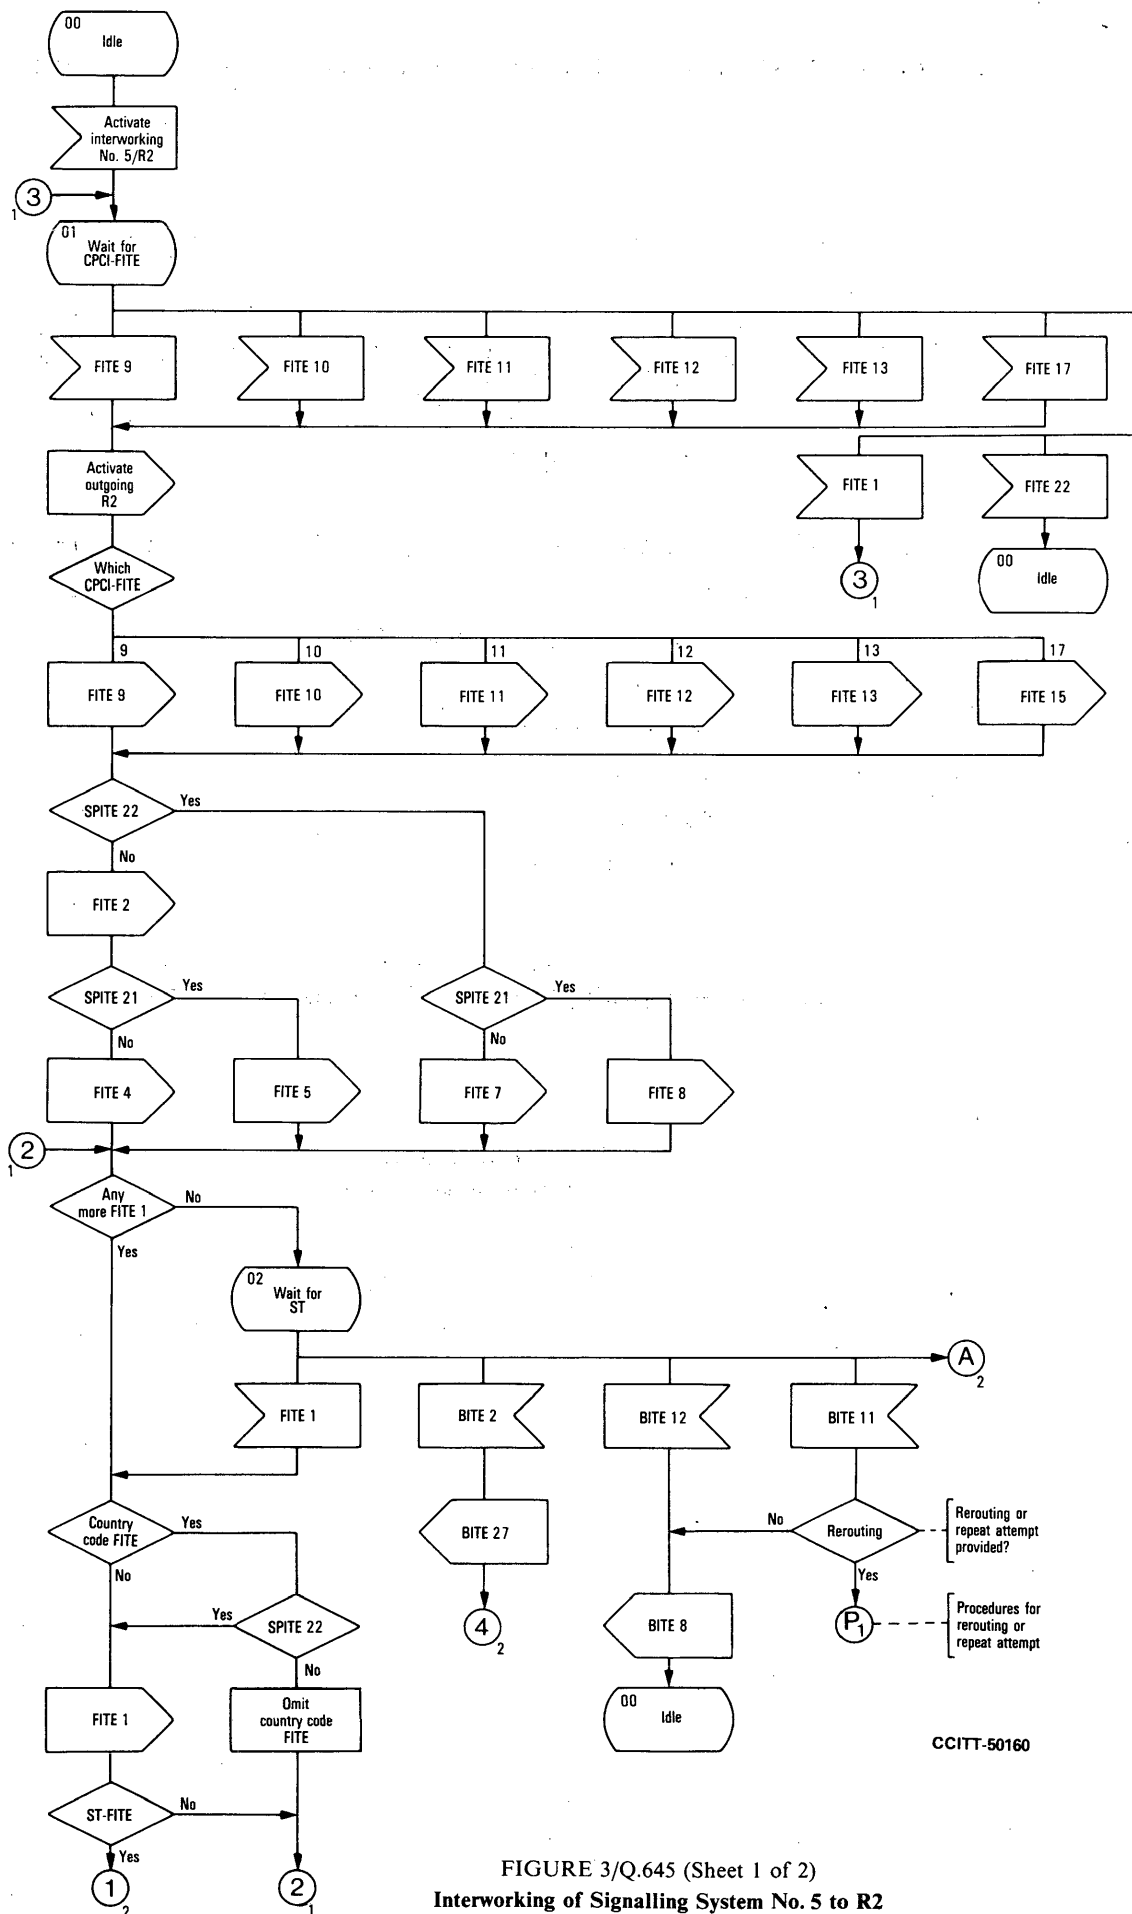 00
Idle
Activate
interworking
No. 5/R2
3
1
01
Wait for
CPCI-FITE
FITE 9
FITE 10
FITE 11
FITE 12
FITE 13
FITE 17
Activate
outgoing
R2
FITE 1
FITE 22
Which
CPCI-FITE
3
1
00
Idle
9
10
11
12
13
17
FITE 9
FITE 10
FITE 11
FITE 12
FITE 13
FITE 15
SPITE 22
Yes
No
FITE 2
SPITE 21
Yes
No
SPITE 21
Yes
No
FITE 4
FITE 5
FITE 7
FITE 8
2
1
Any
more FITE 1
No
Yes
02
Wait for
ST
A
2
FITE 1
BITE 2
BITE 12
BITE 11
Country
code FITE
Yes
No
BITE 27
No
Rerouting
Yes
Rerouting or
repeat attempt
provided?
Yes
SPITE 22
No
4
2
BITE 8
P1
Procedures for
rerouting or
repeat attempt
FITE 1
Omit
country code
FITE
00
Idle
CCITT-50160
ST-FITE
No
Yes
1
2
2
1
FIGURE 3/Q.645 (Sheet 1 of 2)
Interworking of Signalling System No. 5 to R2